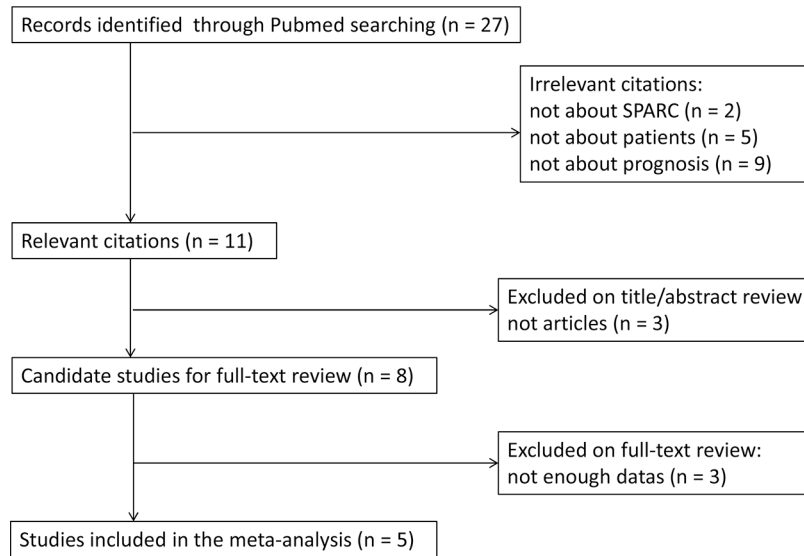 Records identified through Pubmed searching (n = 27)
Irrelevant citations:
not about SPARC (n = 2)
not about patients (n = 5)
not about prognosis (n = 9)
Relevant citations (n = 11)
Excluded on title/abstract review
not articles (n = 3)
Candidate studies for full-text review (n = 8)
Excluded on full-text review:
not enough datas (n = 3)
Studies included in the meta-analysis (n = 5)